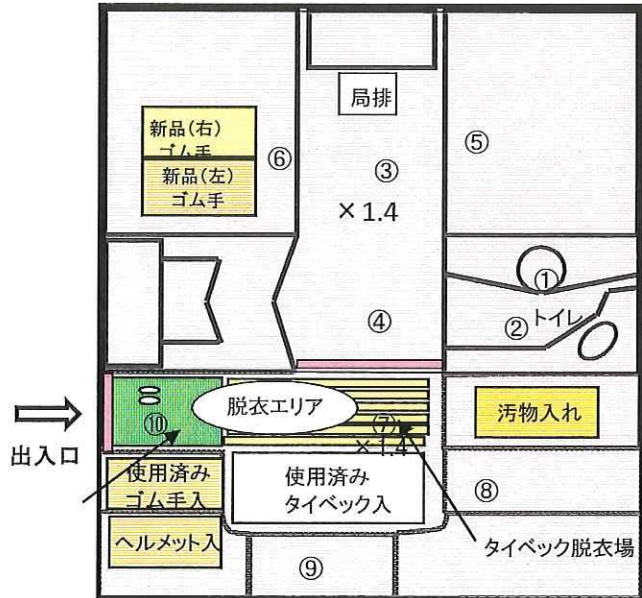 局排
新品(右)
ゴム手
新品(左)
ゴム手
⑥
③
×1.4
⑤
①
② トイレ
④
出入口
⑩
脱衣エリア
⑦
×1.4
汚物入れ
使用済み
ゴム手入
使用済み
タイベック入
⑧
ヘルメット入
⑨
タイベック脱衣場